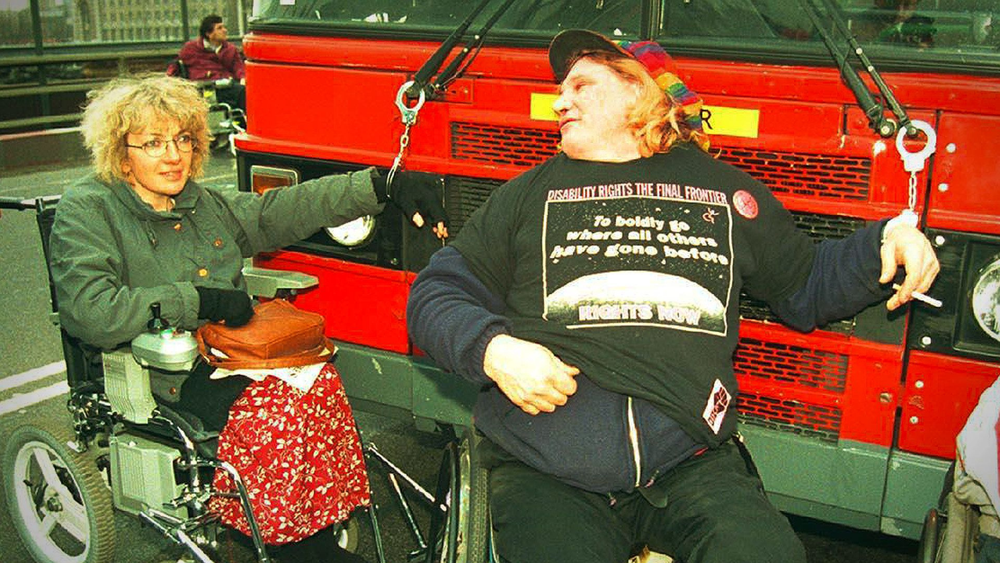 R
DISABILITY RIGHTS THE FINAL FRONTIER
To boldly go
where all others
have gone before
RIGHTS NOW